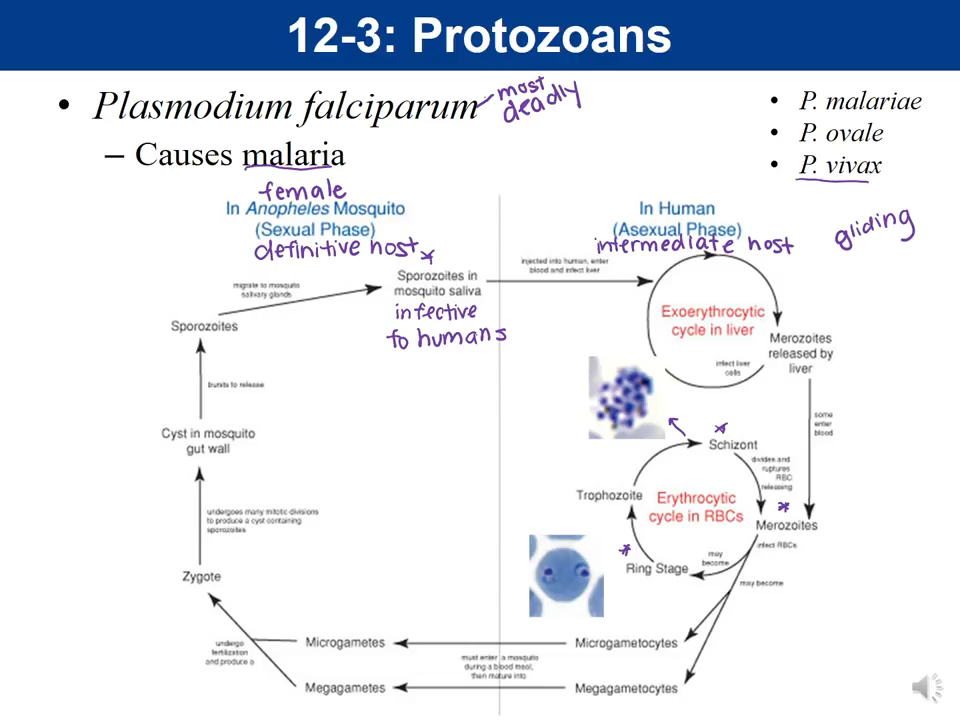 12-3: Protozoans
• Plasmodium falciparum
most
deadly
– Causes malaria
• P. malariae
• P. ovale
• P. vivax
female
In Anopheles Mosquito
(Sexual Phase)
definitive host
In Human
(Asexual Phase)
intermediate host
gliding
migrate to mosquito
salivary glands
Sporozoites in
mosquito saliva
infective
to humans
injected into human, enter
blood and infect liver
Exoerythrocytic
cycle in liver
Merozoites
released by
liver
infect liver
cells
Sporozoites
bursts to release
Cyst in mosquito
gut wall
some
enter
blood
Schizont
divides and
ruptures
RBC
releasing
Trophozoite
Erythrocytic
cycle in RBCs
Merozoites
infect RBCs
undergoes many mitotic divisions
to produce a cyst containing
sporozoites
may
become
Ring Stage
may become
Zygote
undergo
fertilization
and produce o
Microgametes
Microgametocytes
must enter a mosquito
during a blood meal,
then mature into
Megagametes
Megagametocytes